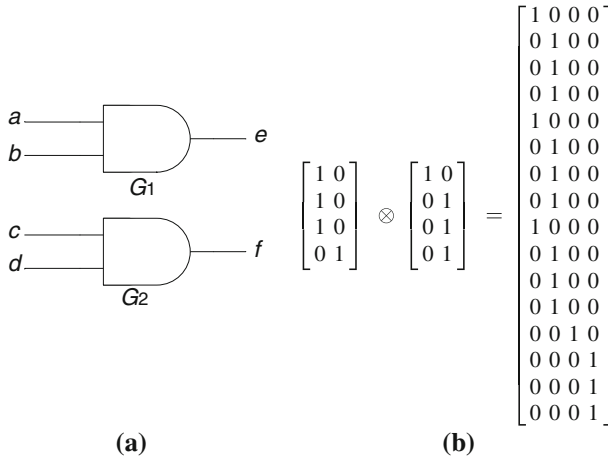 a
b
e
G1
c
d
f
G2
(a)
[1 0
1 0
1 0
0 1] ⊗ [1 0
0 1
0 1
0 1] = [1 0 0 0
0 1 0 0
0 1 0 0
0 1 0 0
1 0 0 0
0 1 0 0
0 1 0 0
0 1 0 0
1 0 0 0
0 1 0 0
0 1 0 0
0 1 0 0
0 0 1 0
0 0 0 1
0 0 0 1
0 0 0 1]
(b)